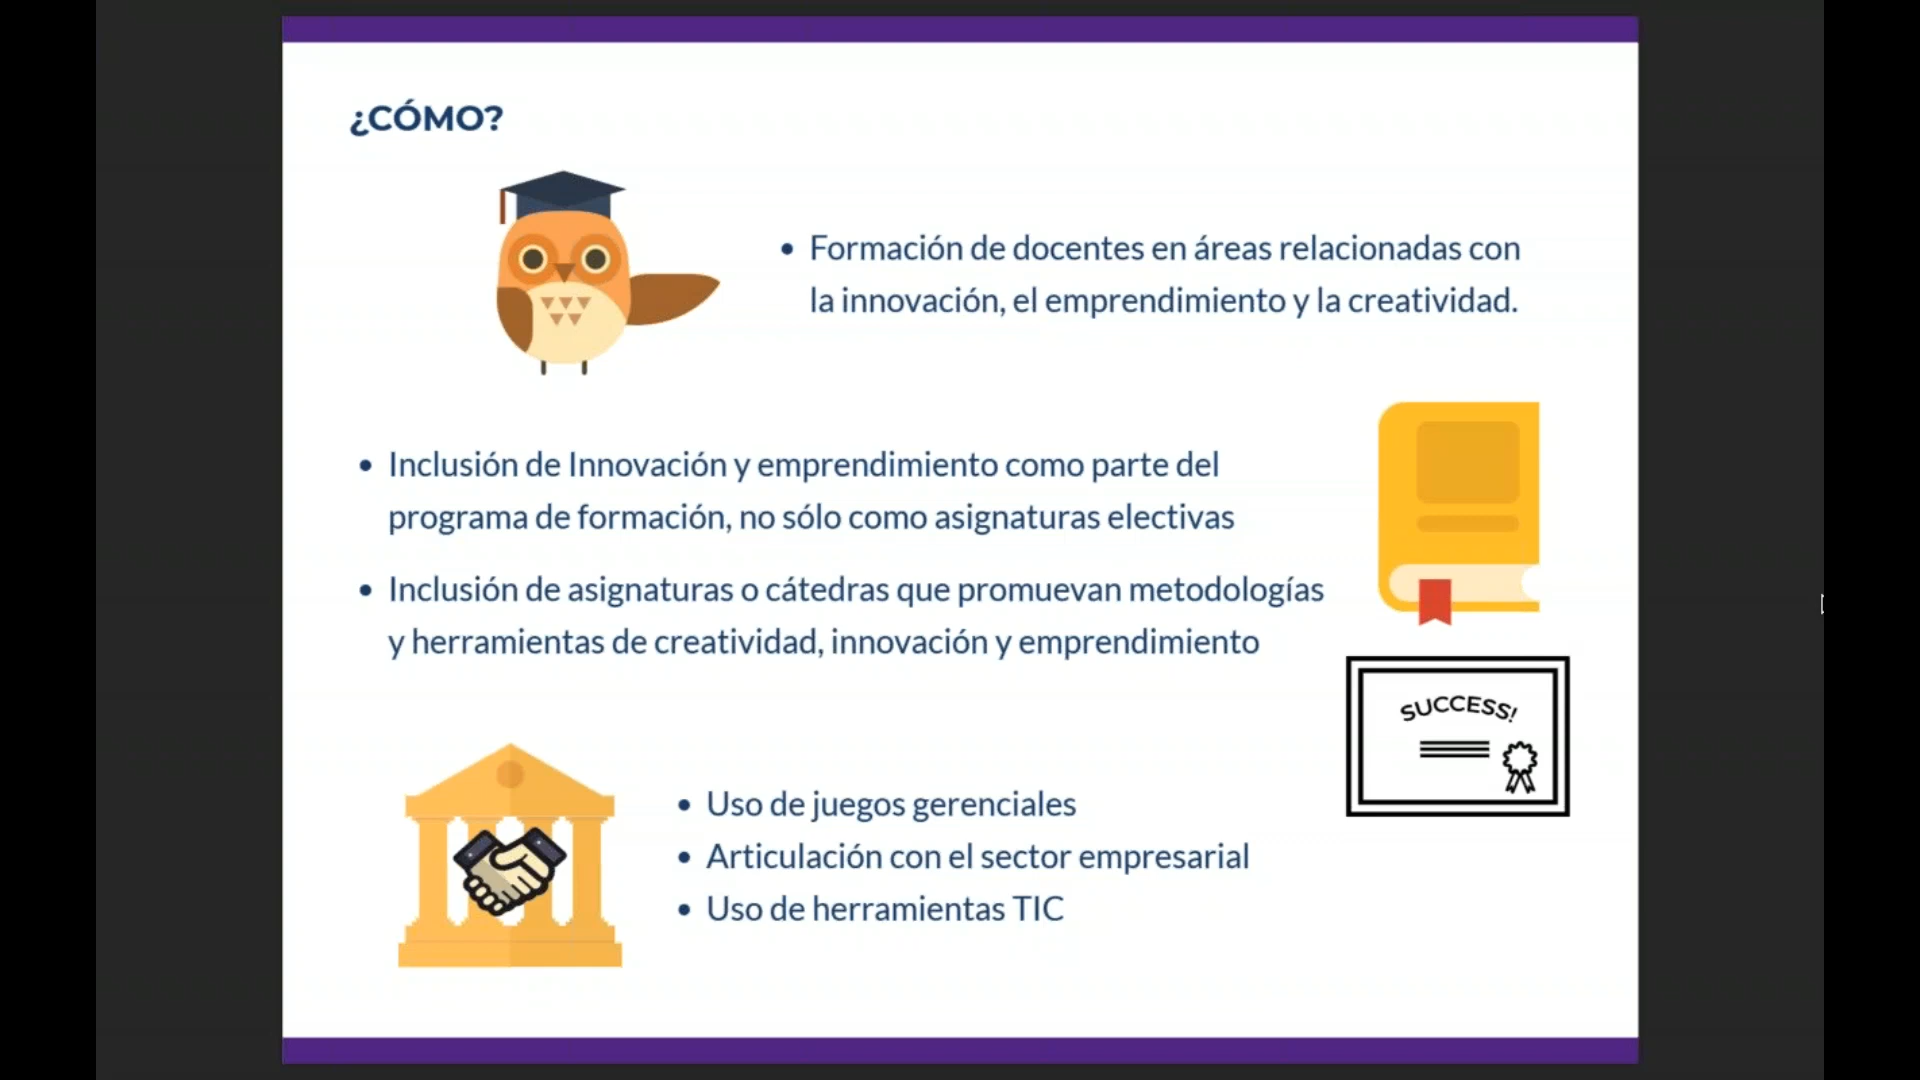 ¿CÓMO?
• Formación de docentes en áreas relacionadas con
la innovación, el emprendimiento y la creatividad.
• Inclusión de Innovación y emprendimiento como parte del
programa de formación, no sólo como asignaturas electivas
• Inclusión de asignaturas o cátedras que promuevan metodologías
y herramientas de creatividad, innovación y emprendimiento
SUCCESS!
• Uso de juegos gerenciales
• Articulación con el sector empresarial
• Uso de herramientas TIC